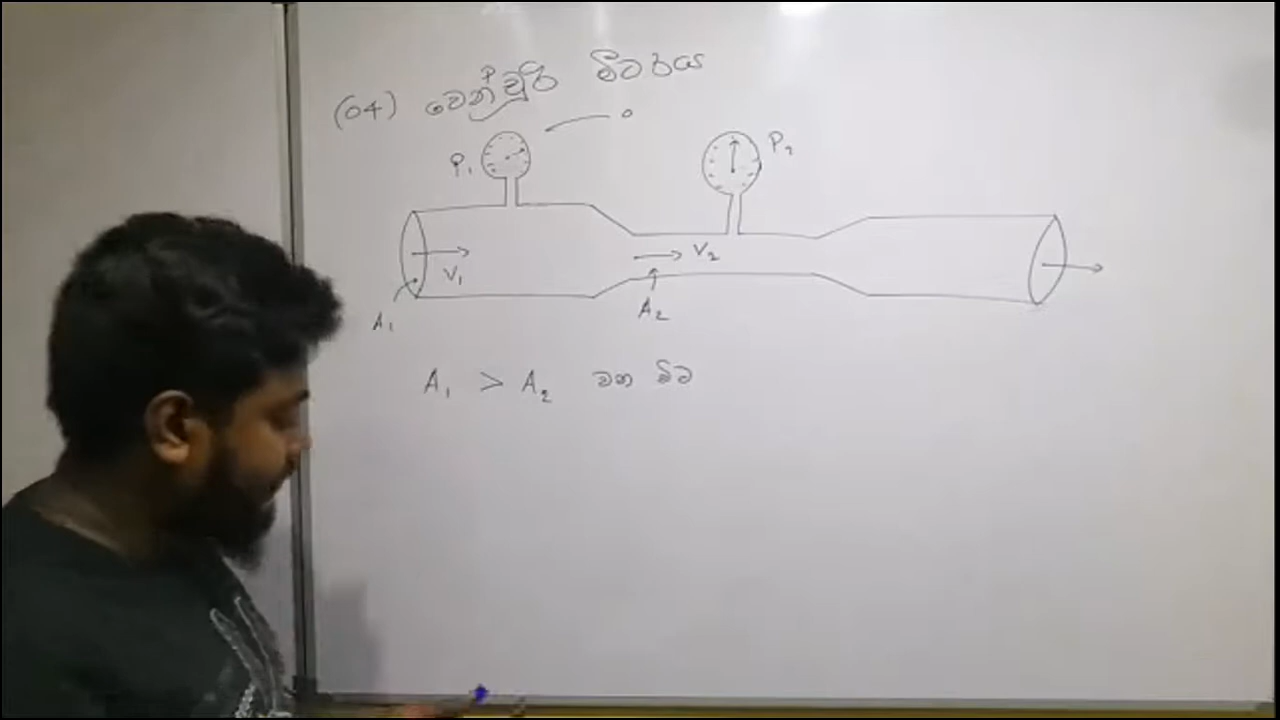 (04) වෙන්චූරි මීටරය
P
P₁
P₂
V₁
V₂
A₁
A₂
A₁ > A₂ වන විට